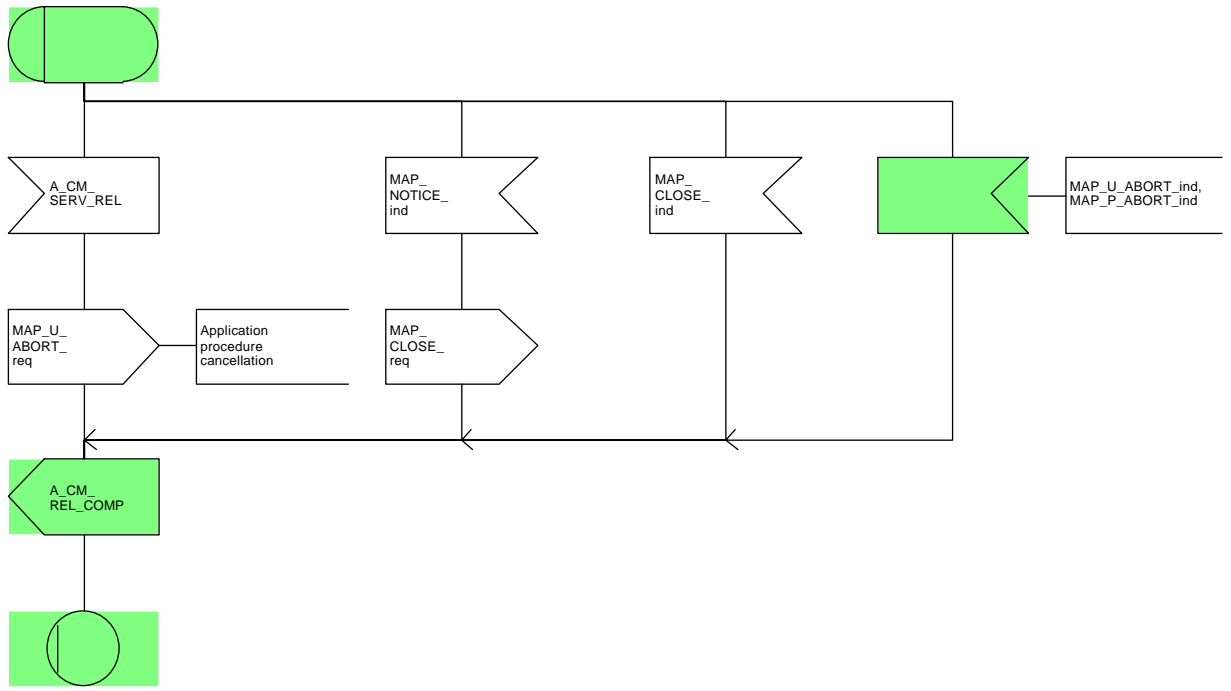 A_CM_
SERV_REL
MAP_
NOTICE_
ind
MAP_
CLOSE_
ind
MAP_U_ABORT_ind,
MAP_P_ABORT_ind
MAP_U_
ABORT_
req
Application
procedure
cancellation
MAP_
CLOSE_
req
A_CM_
REL_COMP